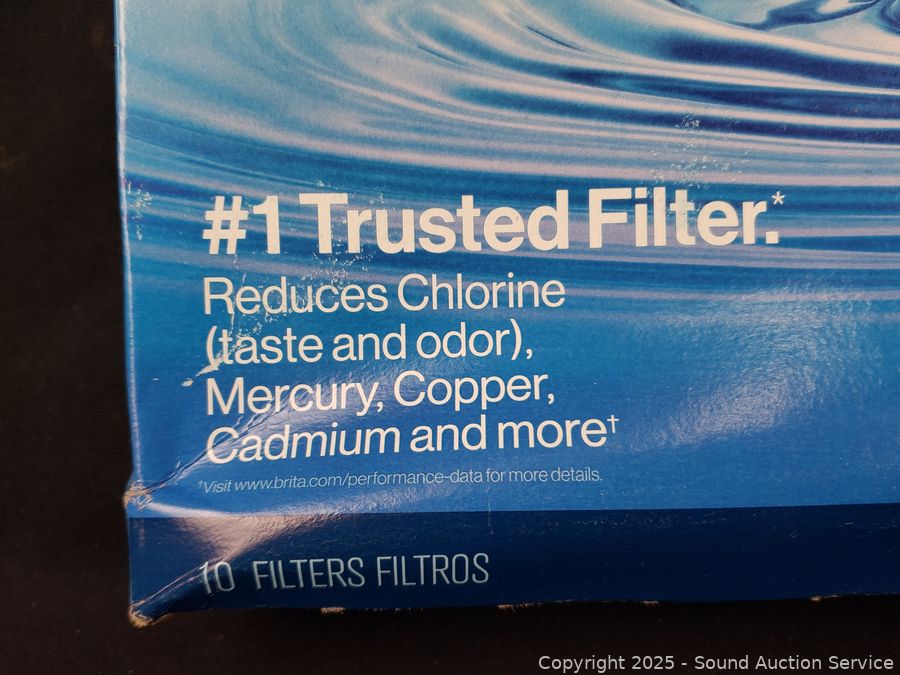 #1 Trusted Filter.*
Reduces Chlorine
(taste and odor),
Mercury, Copper,
Cadmium and more†
†Visit www.brita.com/performance-data for more details.
10 FILTERS FILTROS
Copyright 2025 - Sound Auction Service